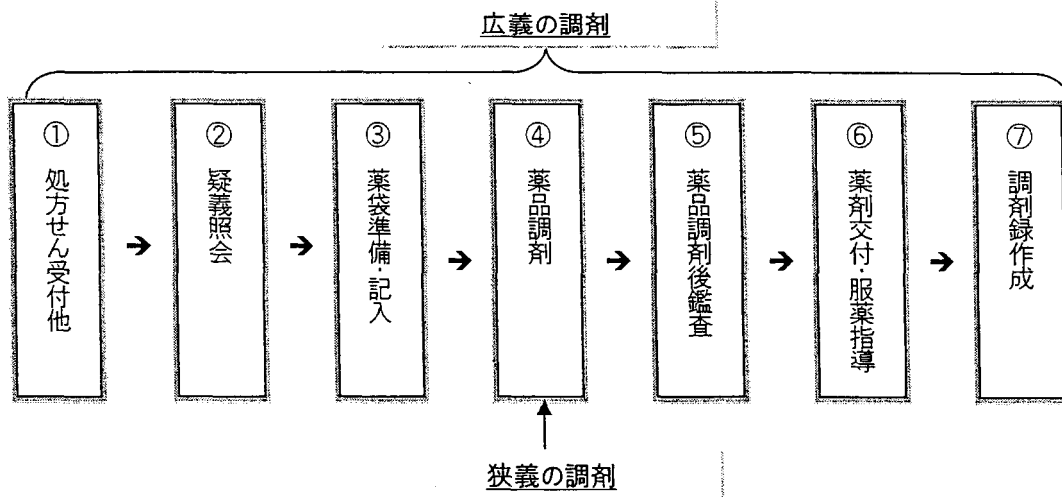 広義の調剤
① 処方せん受付他
➔
② 疑義照会
➔
③ 薬袋準備・記入
➔
④ 薬品調剤
➔
⑤ 薬品調剤後鑑査
➔
⑥ 薬剤交付・服薬指導
➔
⑦ 調剤録作成
狭義の調剤